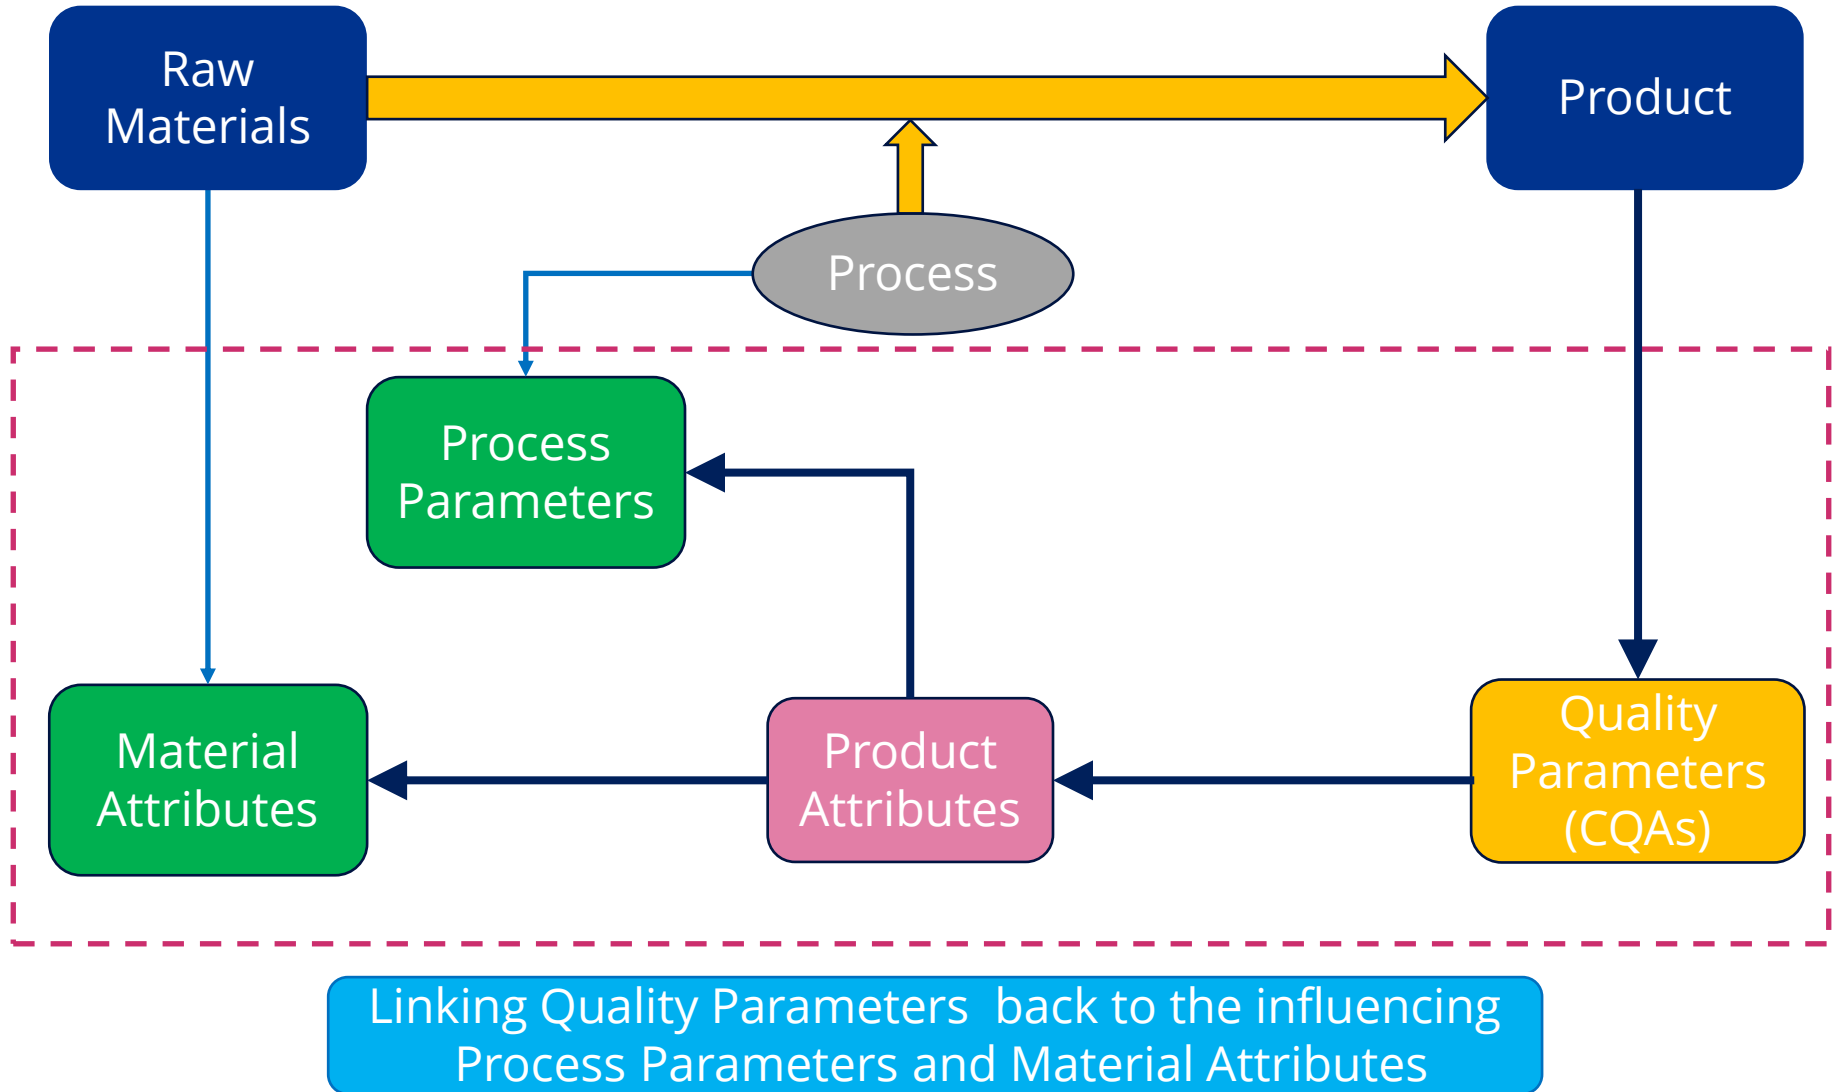 Raw
Materials
Product
Process
Process
Parameters
Material
Attributes
Product
Attributes
Quality
Parameters
(CQAs)
Linking Quality Parameters  back to the influencing
Process Parameters and Material Attributes